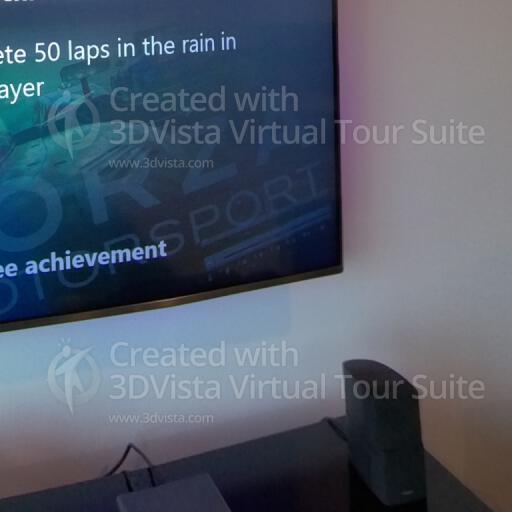 ete 50 laps in the rain in
ayer
Created with
3DVista Virtual Tour Suite
www.3dvista.com
ORZA
MOTORSPORT
ee achievement
Created with
3DVista Virtual Tour Suite
www.3dvista.com